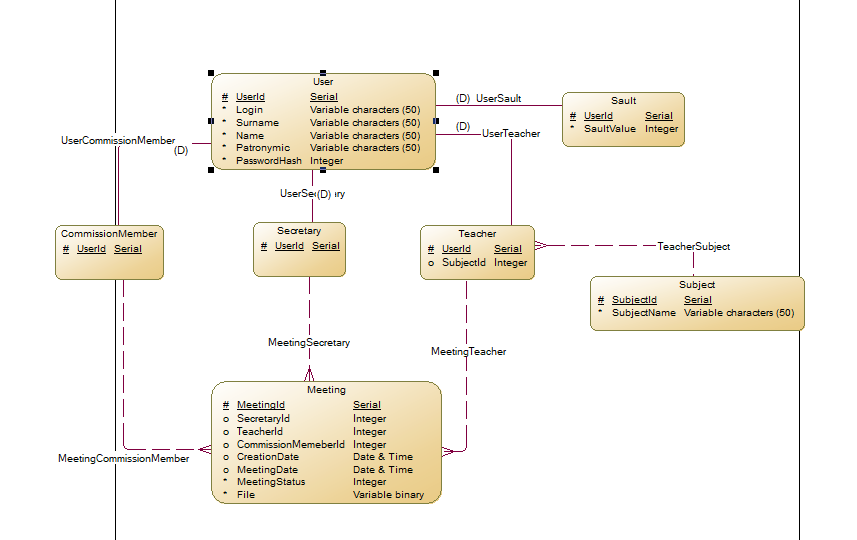 User
# UserId Serial
* Login Variable characters (50)
* Surname Variable characters (50)
* Name Variable characters (50)
* Patronymic Variable characters (50)
* PasswordHash Integer
(D) UserSault
Sault
# UserId Serial
* SaultValue Integer
(D)
UserTeacher
UserCommissionMember
(D)
(D)
CommissionMember
# UserId Serial
Secretary
# UserId Serial
Teacher
# UserId Serial
o SubjectId Integer
TeacherSubject
Subject
# SubjectId Serial
* SubjectName Variable characters (50)
MeetingSecretary
MeetingTeacher
Meeting
# MeetingId Serial
o SecretaryId Integer
o TeacherId Integer
o CommissionMemeberId Integer
o CreationDate Date & Time
o MeetingDate Date & Time
* MeetingStatus Integer
* File Variable binary
MeetingCommissionMember